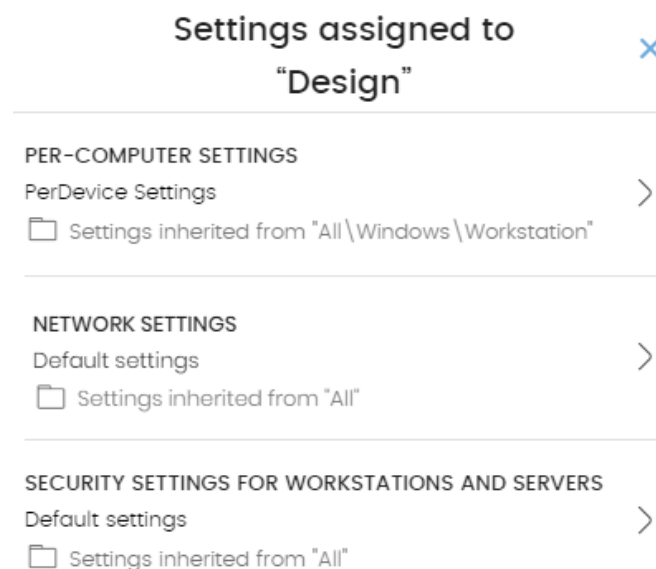 Settings assigned to
“Design”
PER-COMPUTER SETTINGS
PerDevice Settings
Settings inherited from "All\Windows\Workstation"
NETWORK SETTINGS
Default settings
Settings inherited from "All"
SECURITY SETTINGS FOR WORKSTATIONS AND SERVERS
Default settings
Settings inherited from "All"